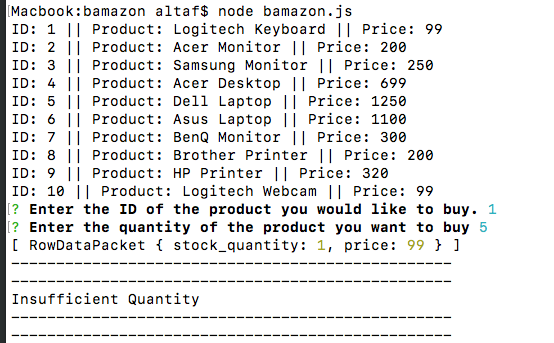 [Macbook:bamazon altaf$ node bamazon.js
ID: 1 || Product: Logitech Keyboard || Price: 99
ID: 2 || Product: Acer Monitor || Price: 200
ID: 3 || Product: Samsung Monitor || Price: 250
ID: 4 || Product: Acer Desktop || Price: 699
ID: 5 || Product: Dell Laptop || Price: 1250
ID: 6 || Product: Asus Laptop || Price: 1100
ID: 7 || Product: BenQ Monitor || Price: 300
ID: 8 || Product: Brother Printer || Price: 200
ID: 9 || Product: HP Printer || Price: 320
ID: 10 || Product: Logitech Webcam || Price: 99
[? Enter the ID of the product you would like to buy. 1
[? Enter the quantity of the product you want to buy 5
[ RowDataPacket { stock_quantity: 1, price: 99 } ]
------------------------------------------------
------------------------------------------------
Insufficient Quantity
------------------------------------------------
------------------------------------------------